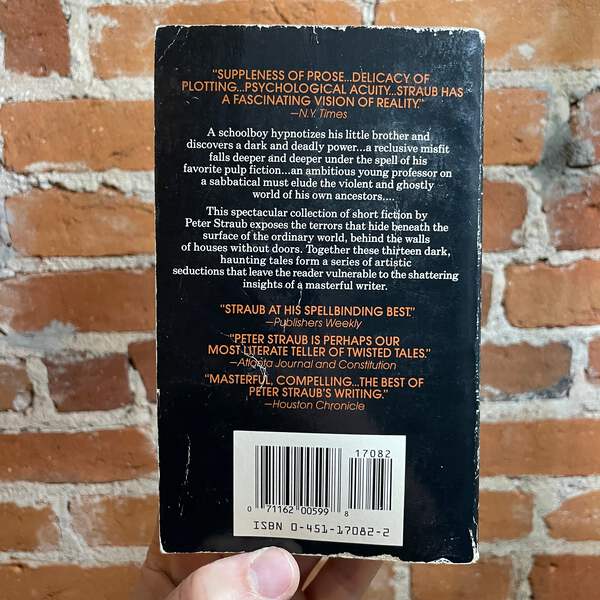 “SUPPLENESS OF PROSE...DELICACY OF
PLOTTING...PSYCHOLOGICAL ACUITY...STRAUB HAS
A FASCINATING VISION OF REALITY.”
—N.Y. Times
A schoolboy hypnotizes his little brother and
discovers a dark and deadly power...a reclusive misfit
falls deeper and deeper under the spell of his
favorite pulp fiction...an ambitious young professor on
a sabbatical must elude the violent and ghostly
world of his own ancestors....
This spectacular collection of short fiction by
Peter Straub exposes the terrors that hide beneath the
surface of the ordinary world, behind the walls
of houses without doors. Together these thirteen dark,
haunting tales form a series of artistic
seductions that leave the reader vulnerable to the shattering
insights of a masterful writer.
“STRAUB AT HIS SPELLBINDING BEST.”
—Publishers Weekly
“PETER STRAUB IS PERHAPS OUR
MOST LITERATE TELLER OF TWISTED TALES.”
—Atlanta Journal and Constitution
“MASTERFUL, COMPELLING...THE BEST OF
PETER STRAUB'S WRITING.”
—Houston Chronicle
17082
0 71162 00599 8
ISBN 0-451-17082-2